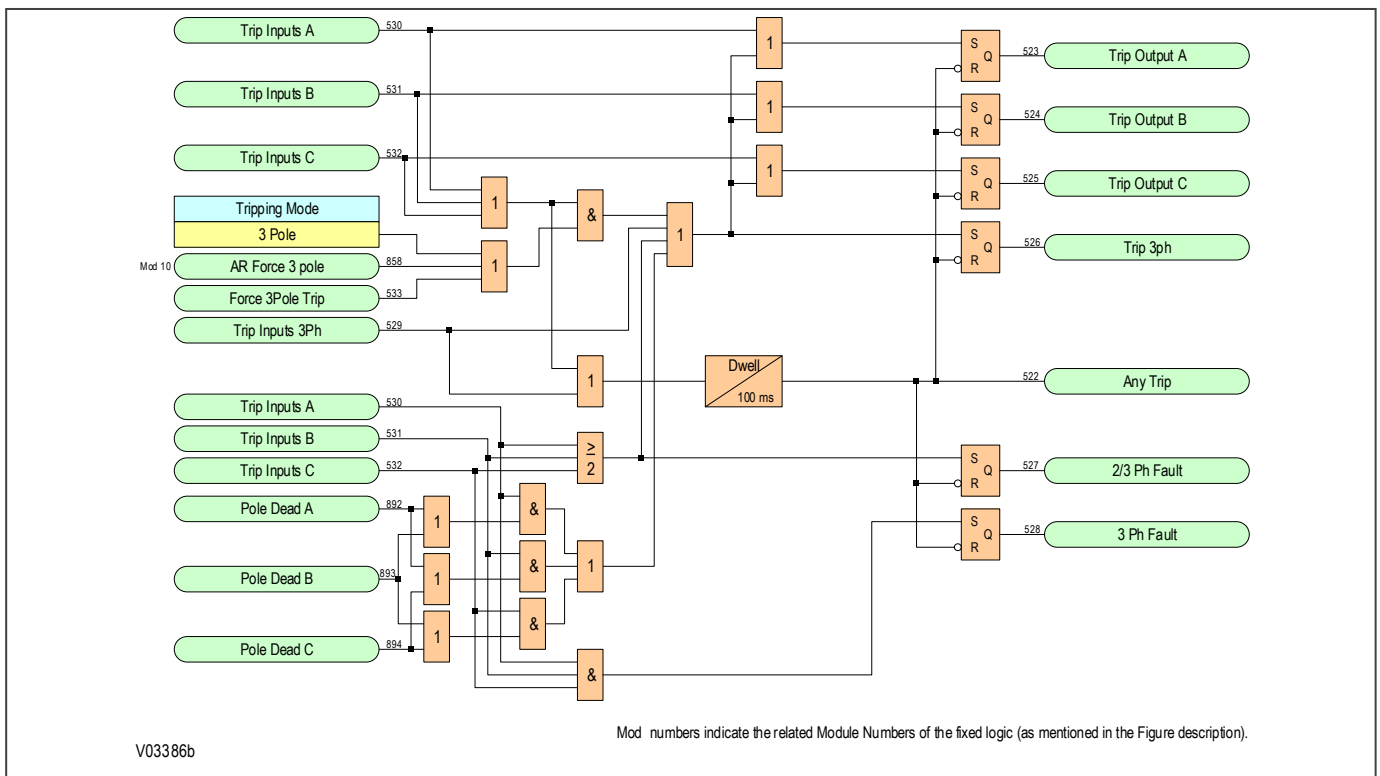 Trip Inputs A 530
Trip Inputs B 531
Trip Inputs C 532
Tripping Mode
3 Pole
Mod 10 AR Force 3 pole 858
Force 3Pole Trip 533
Trip Inputs 3Ph 529
Trip Inputs A 530
Trip Inputs B 531
Trip Inputs C 532
Pole Dead A 892
Pole Dead B 893
Pole Dead C 894
1
1
&
1
1
≥
2
1
1
1
&
&
&
1
&
1
1
1
Dwell
100 ms
S
Q
R
523 Trip Output A
S
Q
R
524 Trip Output B
S
Q
R
525 Trip Output C
S
Q
R
526 Trip 3ph
522 Any Trip
S
Q
R
527 2/3 Ph Fault
S
Q
R
528 3 Ph Fault
Mod numbers indicate the related Module Numbers of the fixed logic (as mentioned in the Figure description).
V03386b